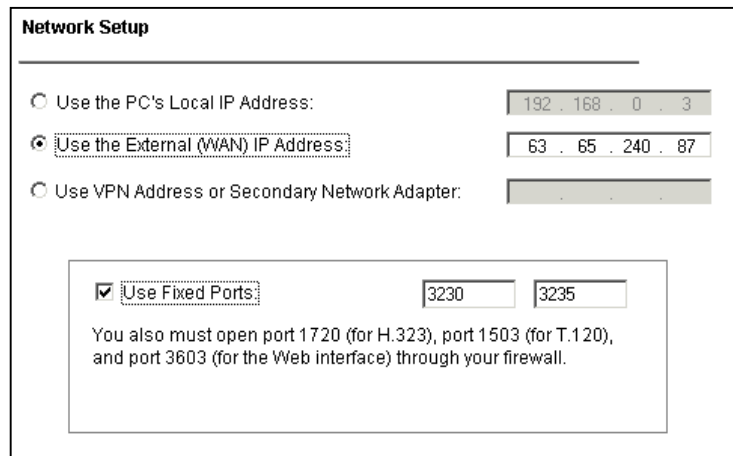 Network Setup
Use the PC's Local IP Address: 192 . 168 . 0 . 3
Use the External (WAN) IP Address: 63 . 65 . 240 . 87
Use VPN Address or Secondary Network Adapter: . . .
Use Fixed Ports: 3230 3235
You also must open port 1720 (for H.323), port 1503 (for T.120),
and port 3603 (for the Web interface) through your firewall.